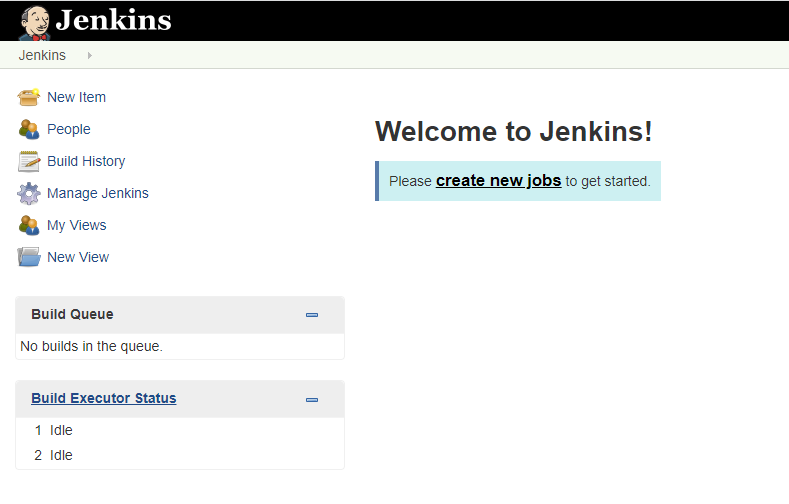 Jenkins
Jenkins
New Item
People
Build History
Manage Jenkins
My Views
New View
Welcome to Jenkins!
Please create new jobs to get started.
Build Queue
No builds in the queue.
Build Executor Status
1 Idle
2 Idle